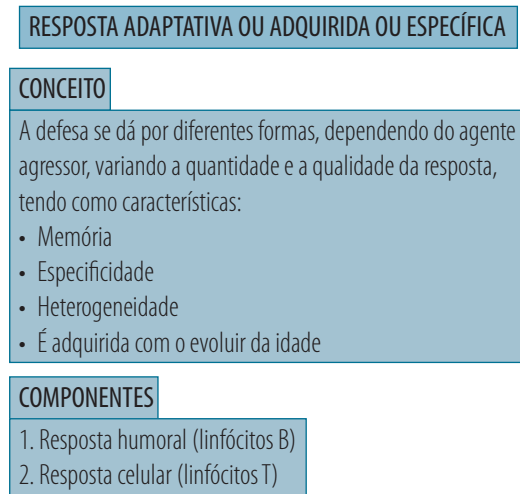 RESPOSTA ADAPTATIVA OU ADQUIRIDA OU ESPECÍFICA
CONCEITO
A defesa se dá por diferentes formas, dependendo do agente
agressor, variando a quantidade e a qualidade da resposta,
tendo como características:
• Memória
• Especificidade
• Heterogeneidade
• É adquirida com o evoluir da idade
COMPONENTES
1. Resposta humoral (linfócitos B)
2. Resposta celular (linfócitos T)